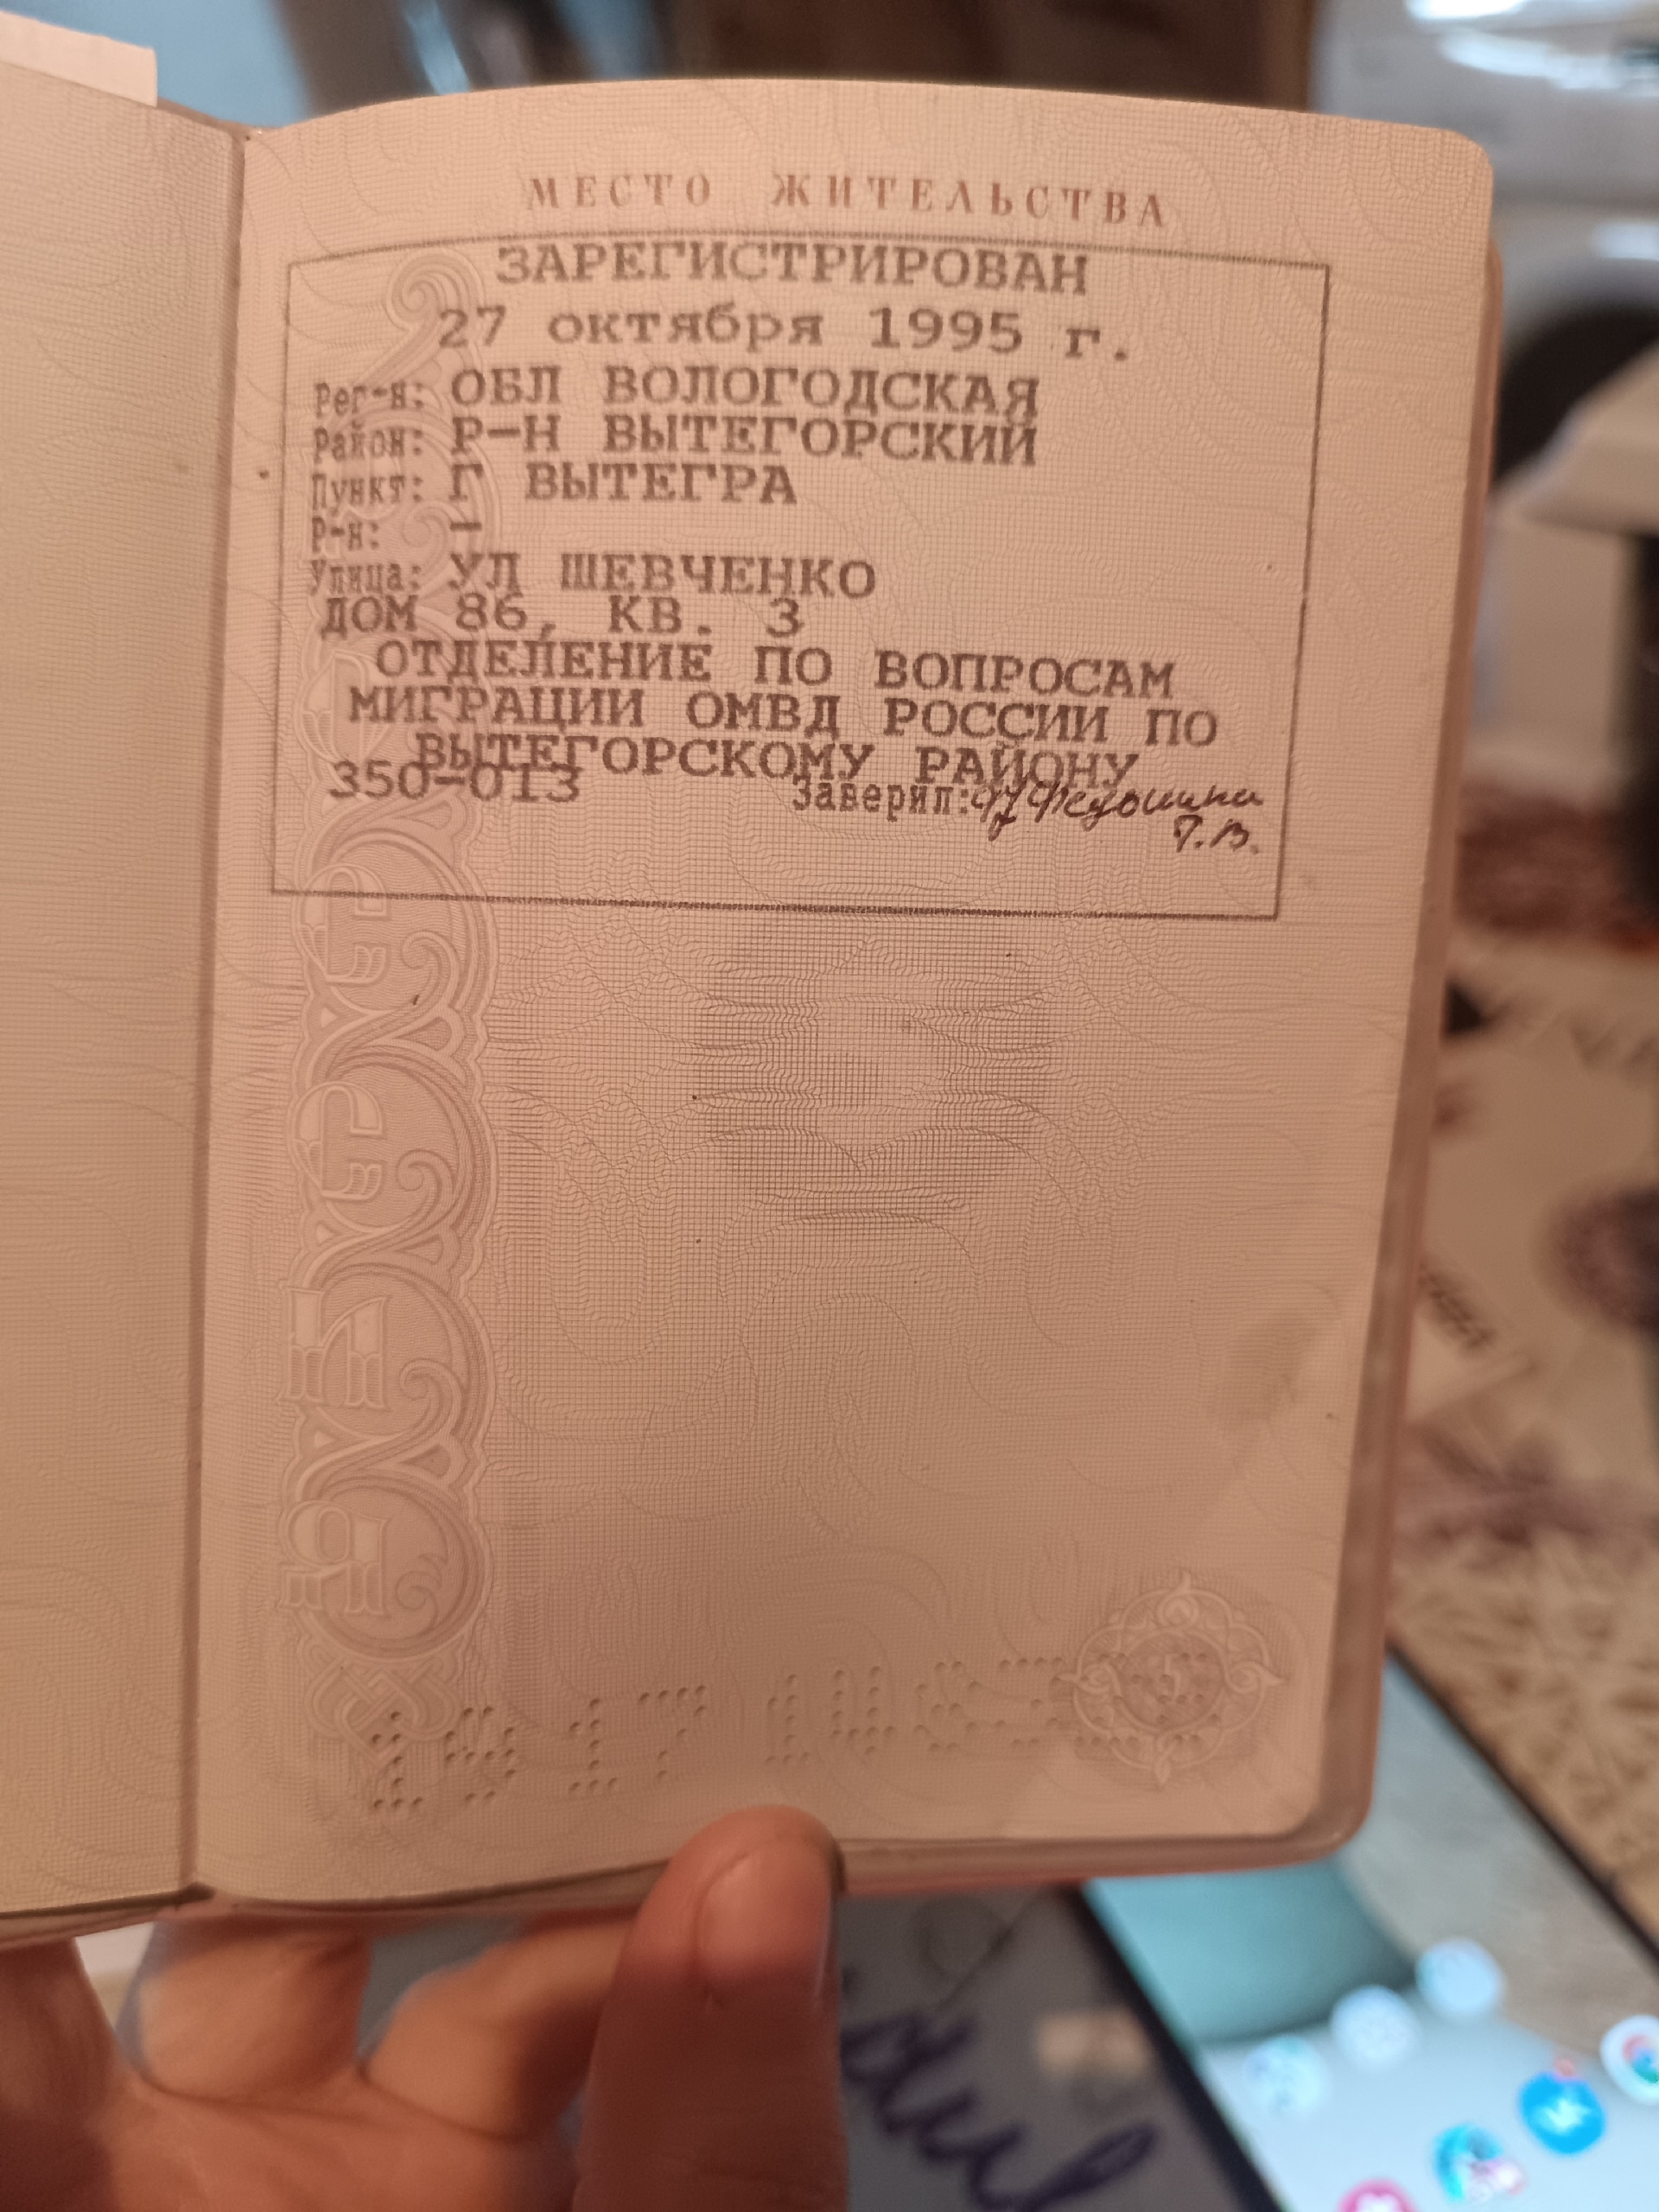 МЕСТО ЖИТЕЛЬСТВА
ЗАРЕГИСТРИРОВАН
27 октября 1995 г.
Рег-н: ОБЛ ВОЛОГОДСКАЯ
Район: Р-Н ВЫТЕГОРСКИЙ
Пункт: Г ВЫТЕГРА
Р-н: -
Улица: УЛ ШЕВЧЕНКО
ДОМ 86, КВ. 3
ОТДЕЛЕНИЕ ПО ВОПРОСАМ
МИГРАЦИИ ОМВД РОССИИ ПО
ВЫТЕГОРСКОМУ РАЙОНУ
350-013 Заверил:
5